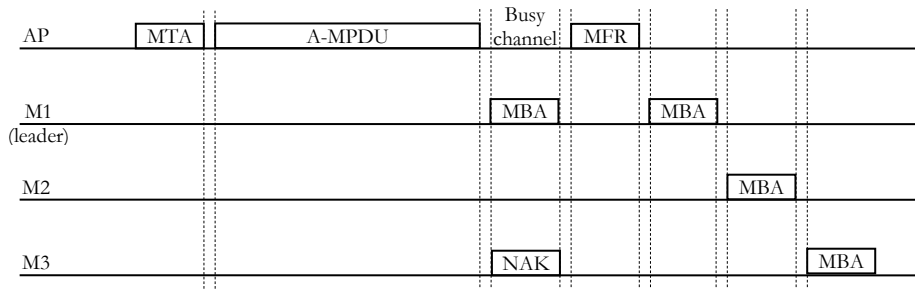 Busy
AP MTA A-MPDU channel MFR
M1 MBA MBA
(leader)
M2 MBA
M3 NAK MBA